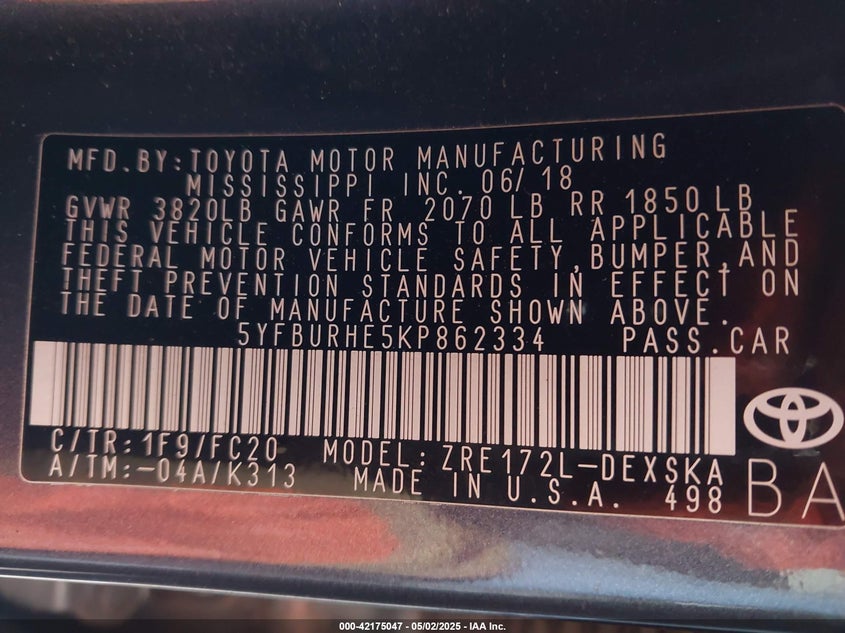 MFD.BY:TOYOTA MOTOR MANUFACTURING
MISSISSIPPI INC. 06/18
GVWR 3820LB GAWR FR 2070 LB RR 1850 LB
THIS VEHICLE CONFORMS TO ALL APPLICABLE
FEDERAL MOTOR VEHICLE SAFETY,BUMPER,AND
THEFT PREVENTION STANDARDS IN EFFECT ON
THE DATE OF MANUFACTURE SHOWN ABOVE.
5YFBURHE5KP862334 PASS.CAR
C/TR:1F9/FC20 MODEL:ZRE172L-DEXSKA
A/TM:-04A/K313 MADE IN U.S.A. 498
BA
000-42175047 - 05/02/2025 - IAA Inc.